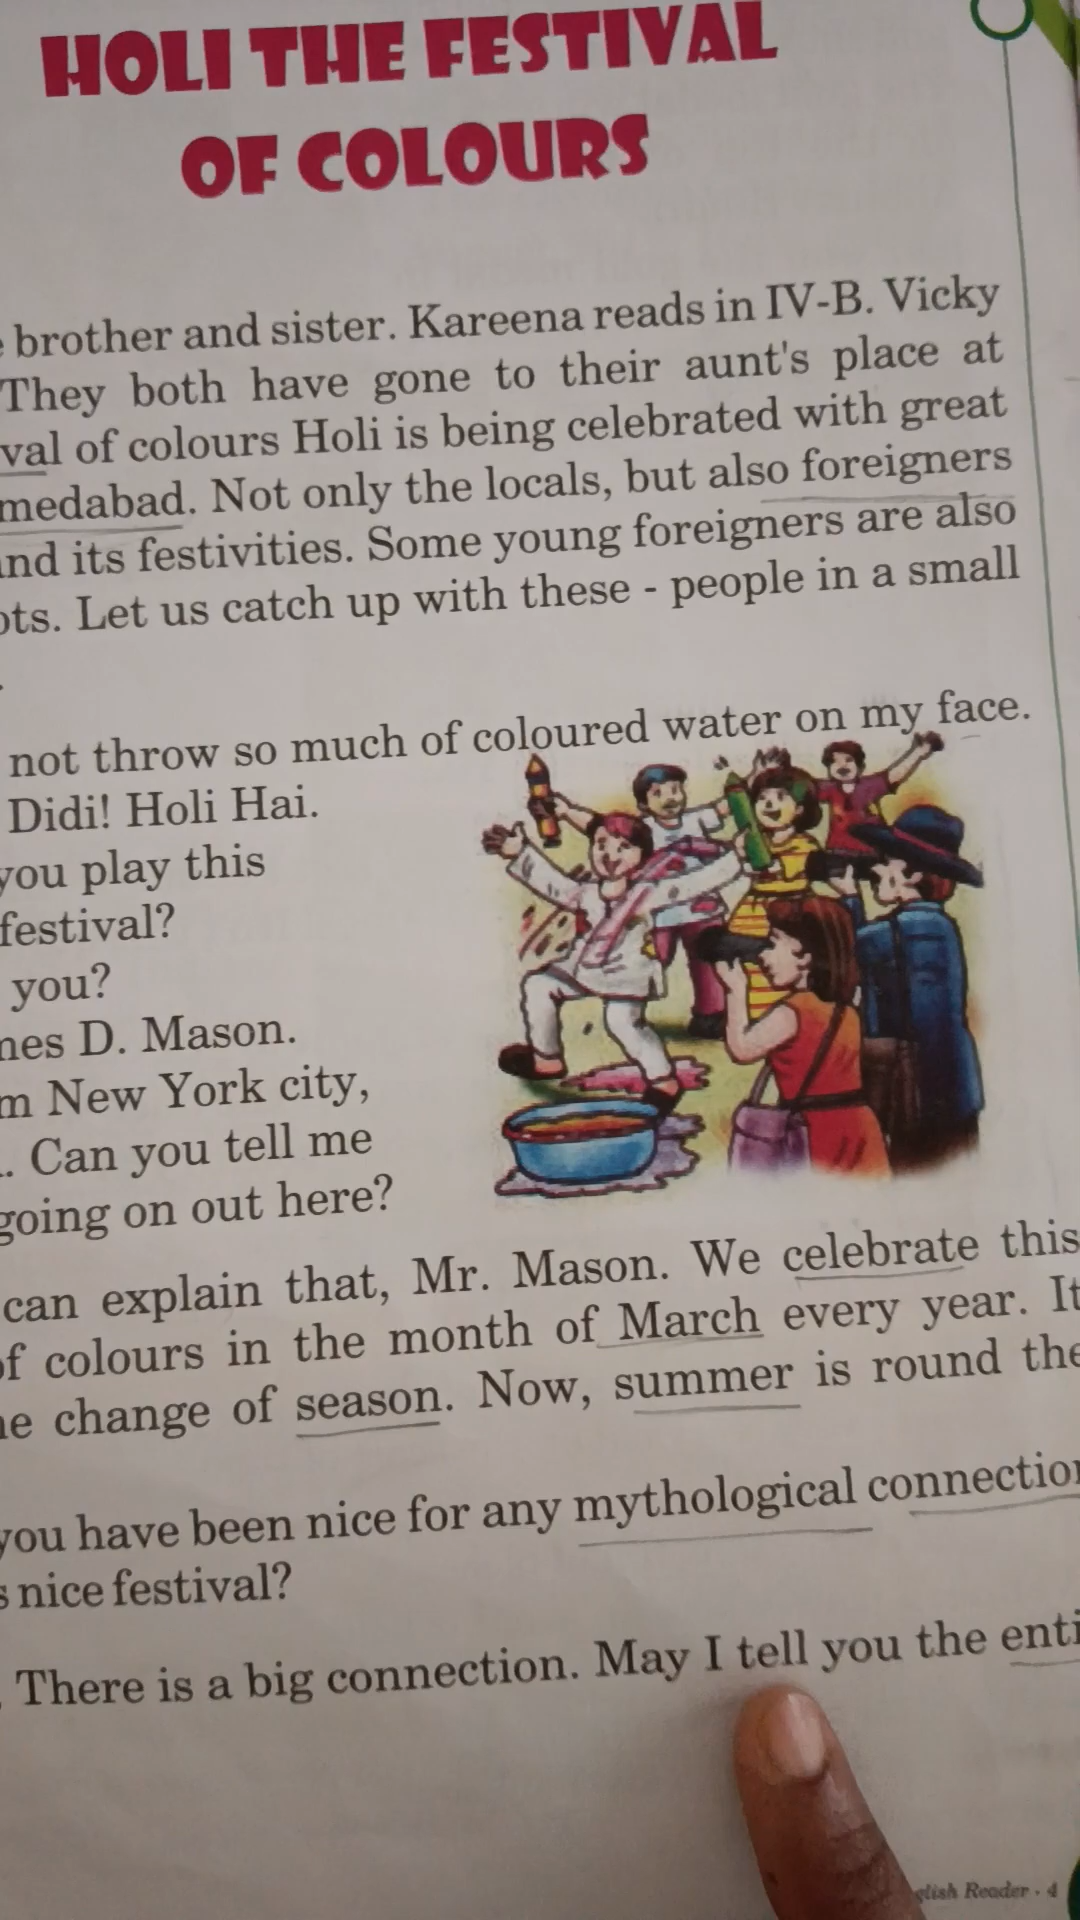 HOLI THE FESTIVAL
OF COLOURS
brother and sister. Kareena reads in IV-B. Vicky
They both have gone to their aunt's place at
val of colours Holi is being celebrated with great
medabad. Not only the locals, but also foreigners
nd its festivities. Some young foreigners are also
ots. Let us catch up with these - people in a small
not throw so much of coloured water on my face.
Didi! Holi Hai.
you play this
festival?
you?
mes D. Mason.
m New York city,
. Can you tell me
going on out here?
can explain that, Mr. Mason. We celebrate this
of colours in the month of March every year. It
he change of season. Now, summer is round the
you have been nice for any mythological connection
s nice festival?
There is a big connection. May I tell you the enti
glish Reader - 4